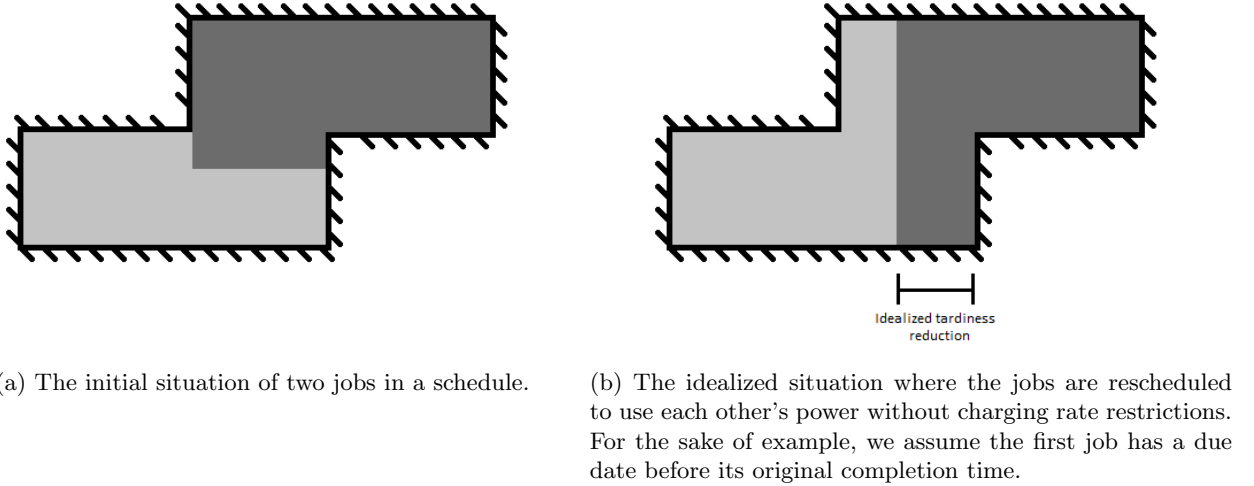 Idealized tardiness
reduction
(a) The initial situation of two jobs in a schedule.
(b) The idealized situation where the jobs are rescheduled
to use each other's power without charging rate restrictions.
For the sake of example, we assume the first job has a due
date before its original completion time.